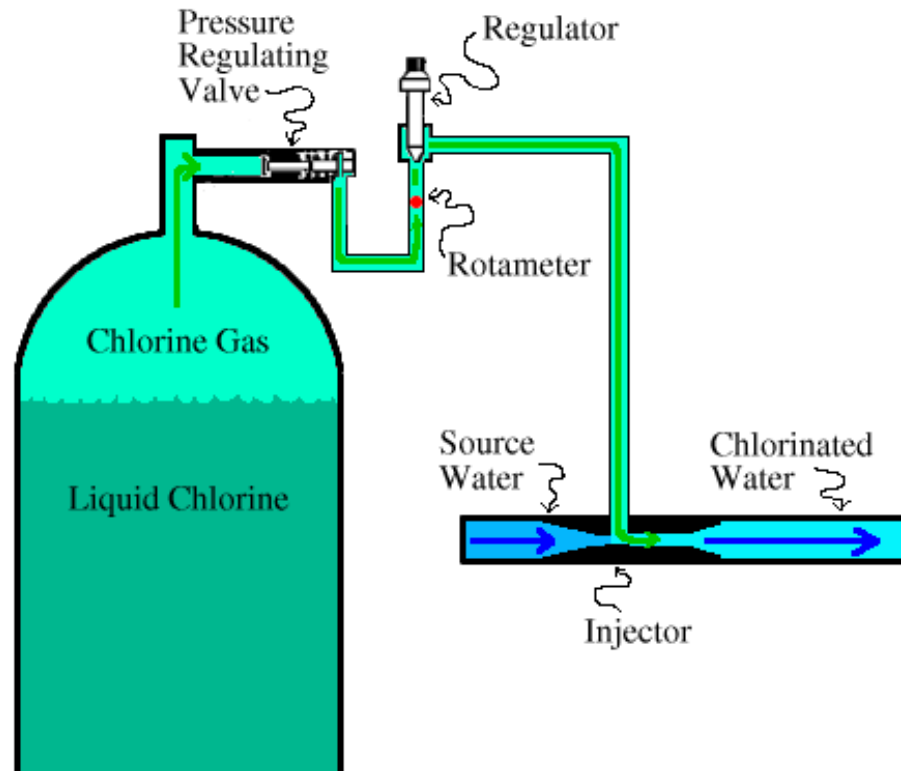 Pressure
Regulating
Valve
Regulator
Rotameter
Chlorine Gas
Liquid Chlorine
Source
Water
Chlorinated
Water
Injector